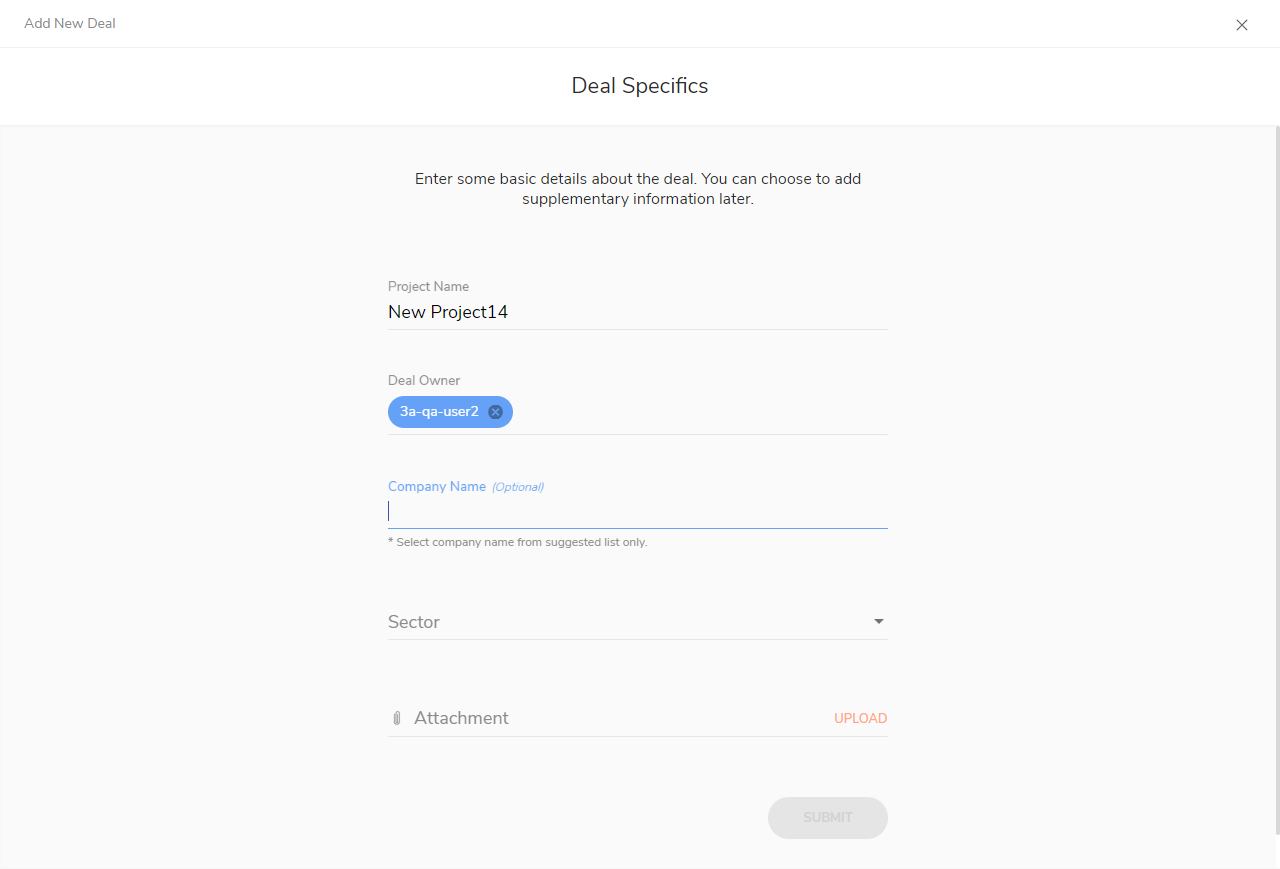 Add New Deal
Deal Specifics
Enter some basic details about the deal. You can choose to add
supplementary information later.
Project Name
New Project14
Deal Owner
3a-qa-user2
Company Name (Optional)
* Select company name from suggested list only.
Sector
Attachment UPLOAD
SUBMIT